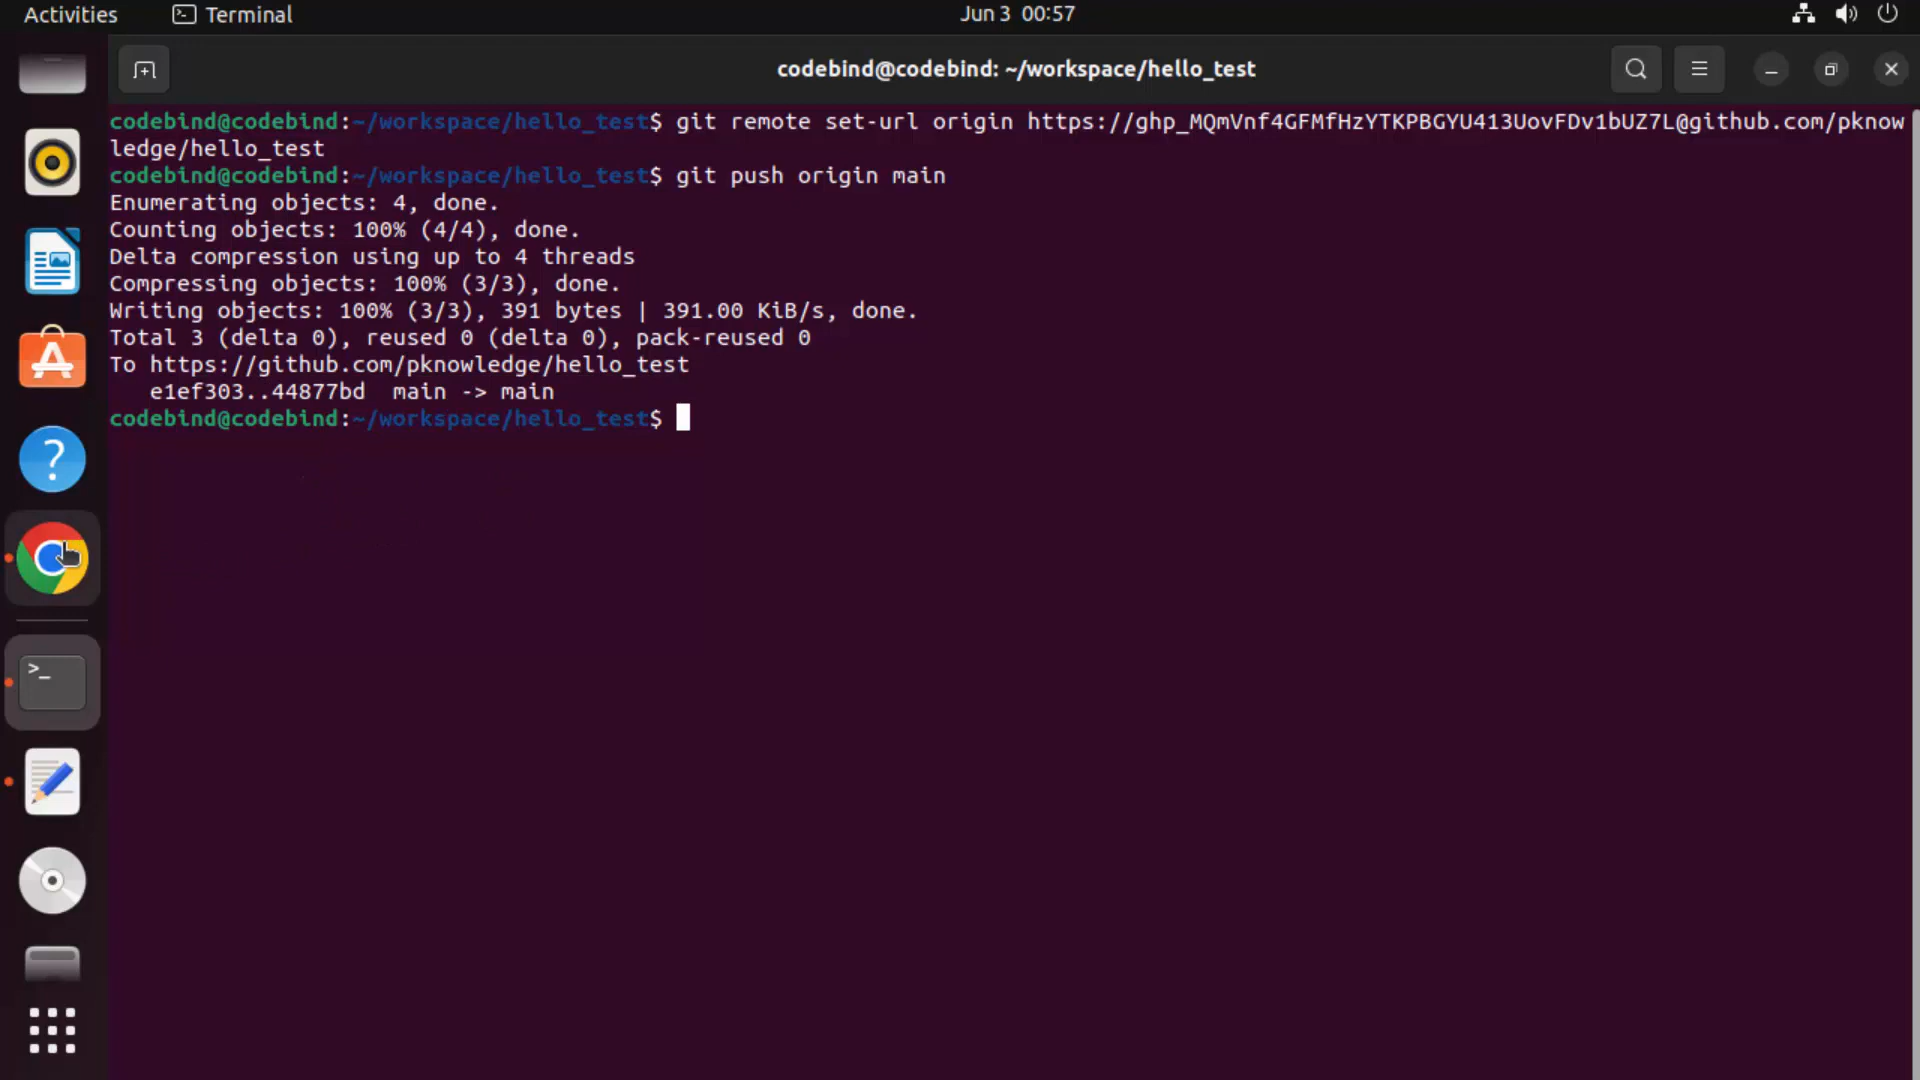 Activities Terminal Jun 3 00:57
codebind@codebind: ~/workspace/hello_test
codebind@codebind:~/workspace/hello_test$ git remote set-url origin https://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@github.com/pknow
ledge/hello_test
codebind@codebind:~/workspace/hello_test$ git push origin main
Enumerating objects: 4, done.
Counting objects: 100% (4/4), done.
Delta compression using up to 4 threads
Compressing objects: 100% (3/3), done.
Writing objects: 100% (3/3), 391 bytes | 391.00 KiB/s, done.
Total 3 (delta 0), reused 0 (delta 0), pack-reused 0
To https://github.com/pknowledge/hello_test
   e1ef303..44877bd  main -> main
codebind@codebind:~/workspace/hello_test$